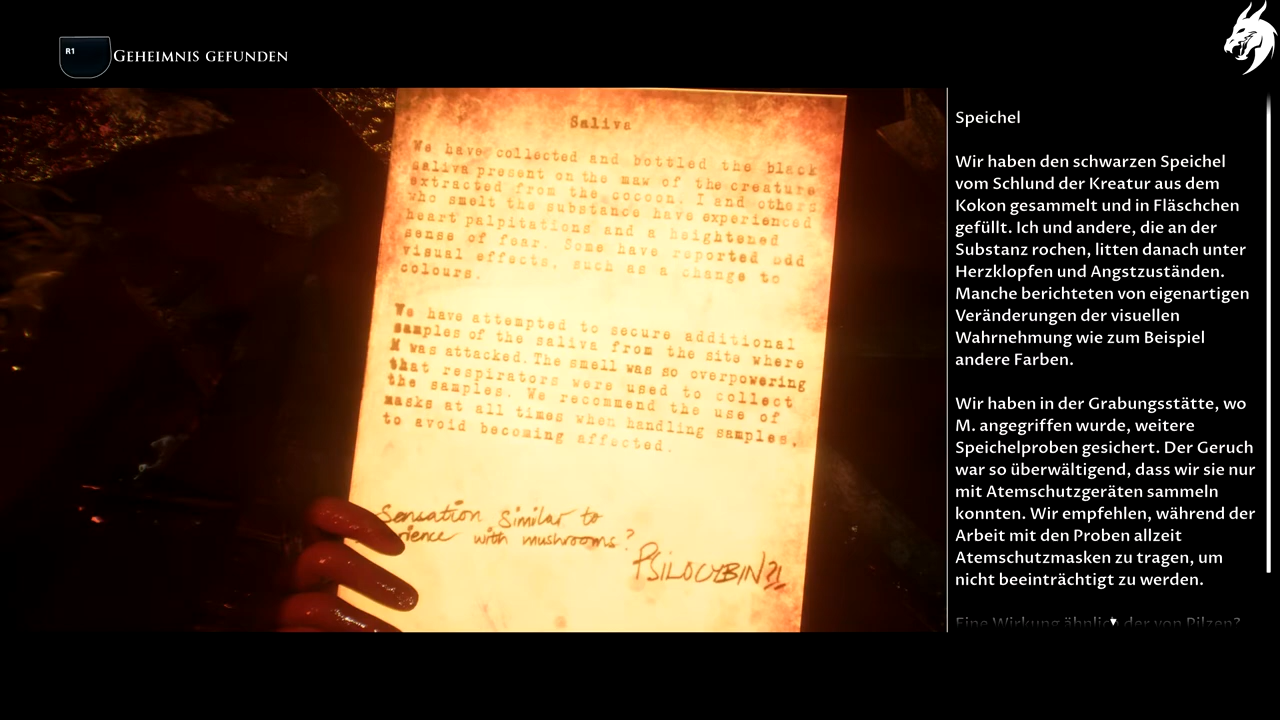 R1
GEHEIMNIS GEFUNDEN
Saliva
We have collected and bottled the black
saliva present on the maw of the creature
extracted from the cocoon. I and others
who smelt the substance have experienced
heart palpitations and a heightened
sense of fear. Some have reported odd
visual effects, such as a change to
colours.
We have attempted to secure additional
samples of the saliva from the site where
M was attacked. The smell was so overpowering
that respirators were used to collect
the samples. We recommend the use of
masks at all times when handling samples,
to avoid becoming affected.
Sensation Similar to
rience with mushrooms?
PSILOCYBIN?!
Speichel
Wir haben den schwarzen Speichel
vom Schlund der Kreatur aus dem
Kokon gesammelt und in Fläschchen
gefüllt. Ich und andere, die an der
Substanz rochen, litten danach unter
Herzklopfen und Angstzuständen.
Manche berichteten von eigenartigen
Veränderungen der visuellen
Wahrnehmung wie zum Beispiel
andere Farben.
Wir haben in der Grabungsstätte, wo
M. angegriffen wurde, weitere
Speichelproben gesichert. Der Geruch
war so überwältigend, dass wir sie nur
mit Atemschutzgeräten sammeln
konnten. Wir empfehlen, während der
Arbeit mit den Proben allzeit
Atemschutzmasken zu tragen, um
nicht beeinträchtigt zu werden.
Eine Wirkung ähnlich der von Pilzen?